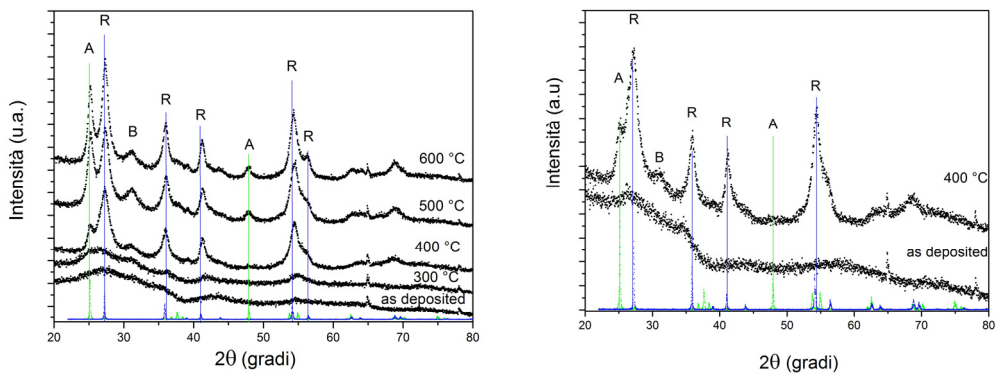 A
R
B
R
R
A
R
R
600 °C
500 °C
400 °C
300 °C
as deposited
Intensità (u.a.)
20 30 40 50 60 70 80
2θ (gradi)
A
R
B
R
R
A
R
400 °C
as deposited
Intensità (a.u)
20 30 40 50 60 70 80
2θ (gradi)